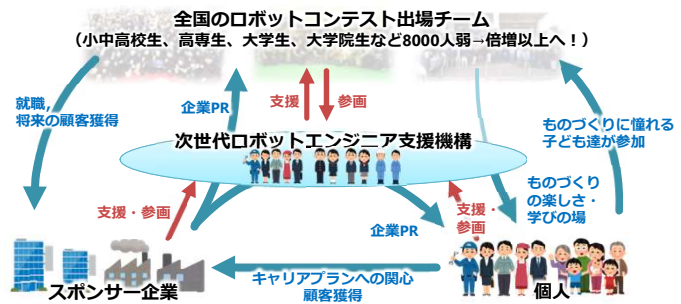 全国のロボットコンテスト出場チーム
（小中高校生、高専生、大学生、大学院生など8000人弱→倍増以上へ！）
就職，
将来の顧客獲得
企業PR
支援
参画
ものづくりに憧れる
子ども達が参加
次世代ロボットエンジニア支援機構
ものづくり
の楽しさ・
学びの場
支援・参画
支援・
参画
企業PR
キャリアプランへの関心
顧客獲得
スポンサー企業
個人